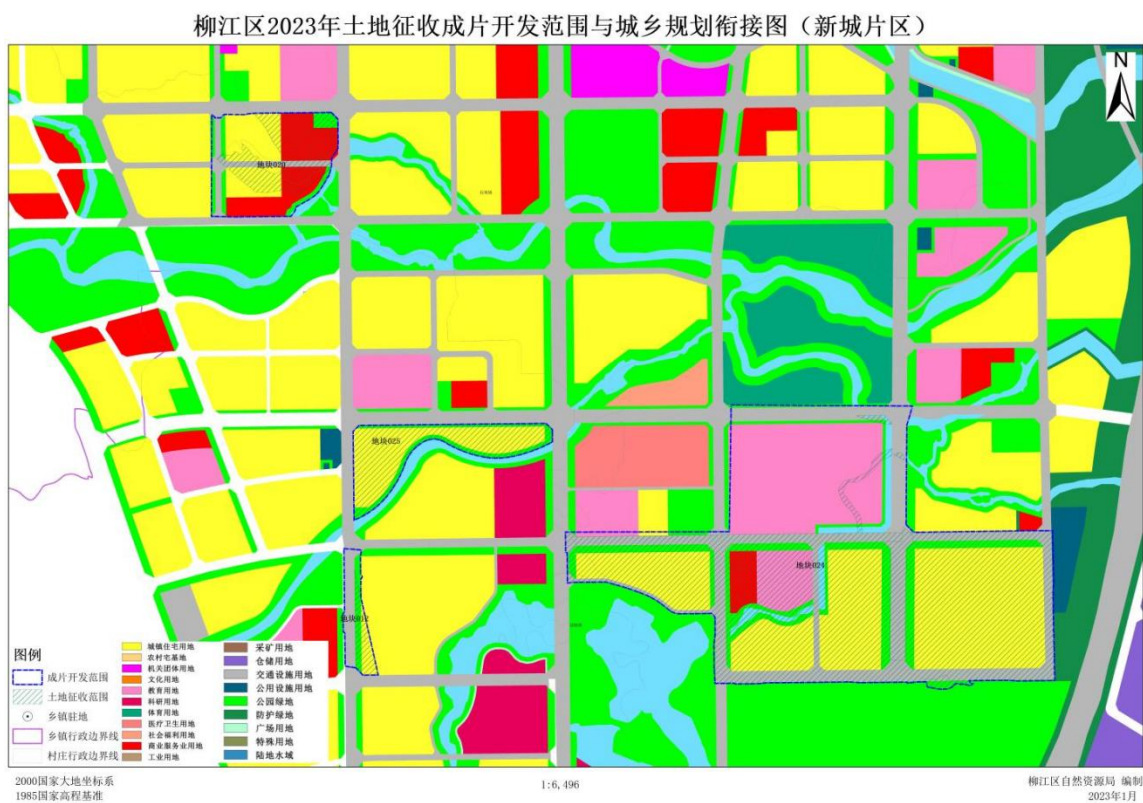 柳江区2023年土地征收成片开发范围与城乡规划衔接图（新城片区）
N
地块020
地块025
地块024
图例
成片开发范围
土地征收范围
乡镇驻地
乡镇行政边界线
村庄行政边界线
城镇住宅用地
农村宅基地
机关团体用地
文化用地
教育用地
科研用地
体育用地
医疗卫生用地
社会福利用地
商业服务业用地
工业用地
采矿用地
仓储用地
交通设施用地
公用设施用地
公园绿地
防护绿地
广场用地
特殊用地
陆地水域
2000国家大地坐标系
1985国家高程基准
1:6,496
柳江区自然资源局 编制
2023年1月